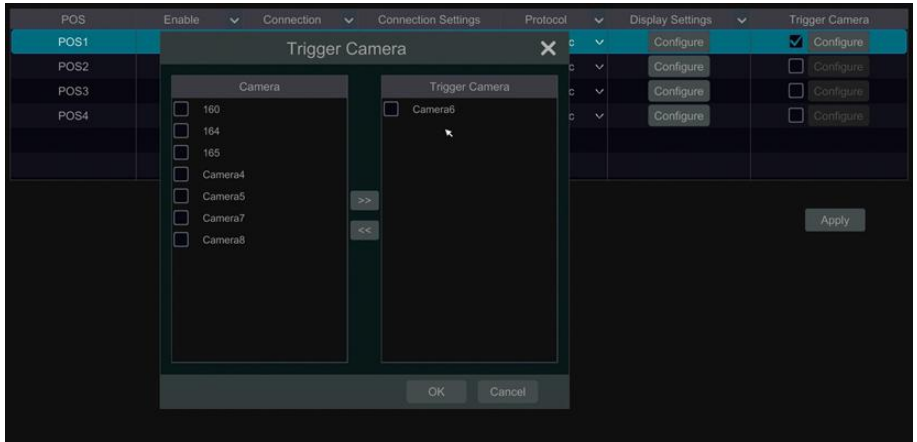 POS Enable Connection Connection Settings Protocol Display Settings Trigger Camera
POS1 Configure Configure
POS2 Configure Configure
POS3 Configure Configure
POS4 Configure Configure
Trigger Camera
Camera Trigger Camera
160 Camera6
164
165
Camera4
Camera5
Camera7
Camera8
>>
<<
Apply
OK Cancel